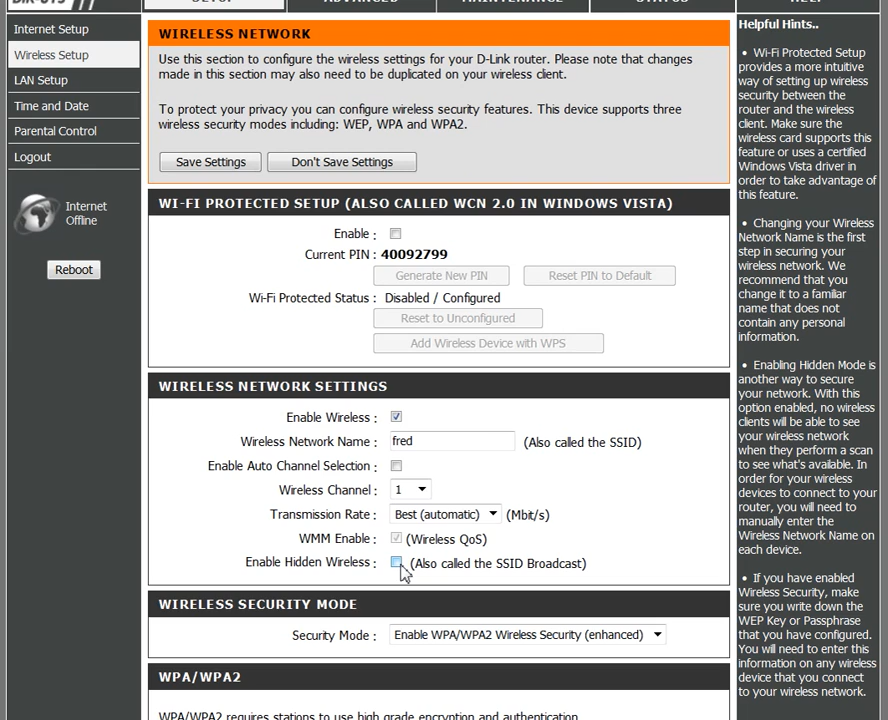 DIR-615
SETUP
ADVANCED
MAINTENANCE
STATUS
HELP
Internet Setup
Wireless Setup
LAN Setup
Time and Date
Parental Control
Logout
Internet
Offline
Reboot
WIRELESS NETWORK
Use this section to configure the wireless settings for your D-Link router. Please note that changes
made in this section may also need to be duplicated on your wireless client.
To protect your privacy you can configure wireless security features. This device supports three
wireless security modes including: WEP, WPA and WPA2.
Save Settings
Don't Save Settings
WI-FI PROTECTED SETUP (ALSO CALLED WCN 2.0 IN WINDOWS VISTA)
Enable :
Current PIN : 40092799
Generate New PIN
Reset PIN to Default
Wi-Fi Protected Status : Disabled / Configured
Reset to Unconfigured
Add Wireless Device with WPS
WIRELESS NETWORK SETTINGS
Enable Wireless :
Wireless Network Name : fred (Also called the SSID)
Enable Auto Channel Selection :
Wireless Channel : 1
Transmission Rate : Best (automatic) (Mbit/s)
WMM Enable : (Wireless QoS)
Enable Hidden Wireless : (Also called the SSID Broadcast)
WIRELESS SECURITY MODE
Security Mode : Enable WPA/WPA2 Wireless Security (enhanced)
WPA/WPA2
WPA/WPA2 requires stations to use high grade encryption and authentication.
Helpful Hints..
• Wi-Fi Protected Setup
provides a more intuitive
way of setting up wireless
security between the
router and the wireless
client. Make sure the
wireless card supports this
feature or uses a certified
Windows Vista driver in
order to take advantage of
this feature.
• Changing your Wireless
Network Name is the first
step in securing your
wireless network. We
recommend that you
change it to a familiar
name that does not
contain any personal
information.
• Enabling Hidden Mode is
another way to secure
your network. With this
option enabled, no wireless
clients will be able to see
your wireless network
when they perform a scan
to see what's available. In
order for your wireless
devices to connect to your
router, you will need to
manually enter the
Wireless Network Name on
each device.
• If you have enabled
Wireless Security, make
sure you write down the
WEP Key or Passphrase
that you have configured.
You will need to enter this
information on any wireless
device that you connect
to your wireless network.